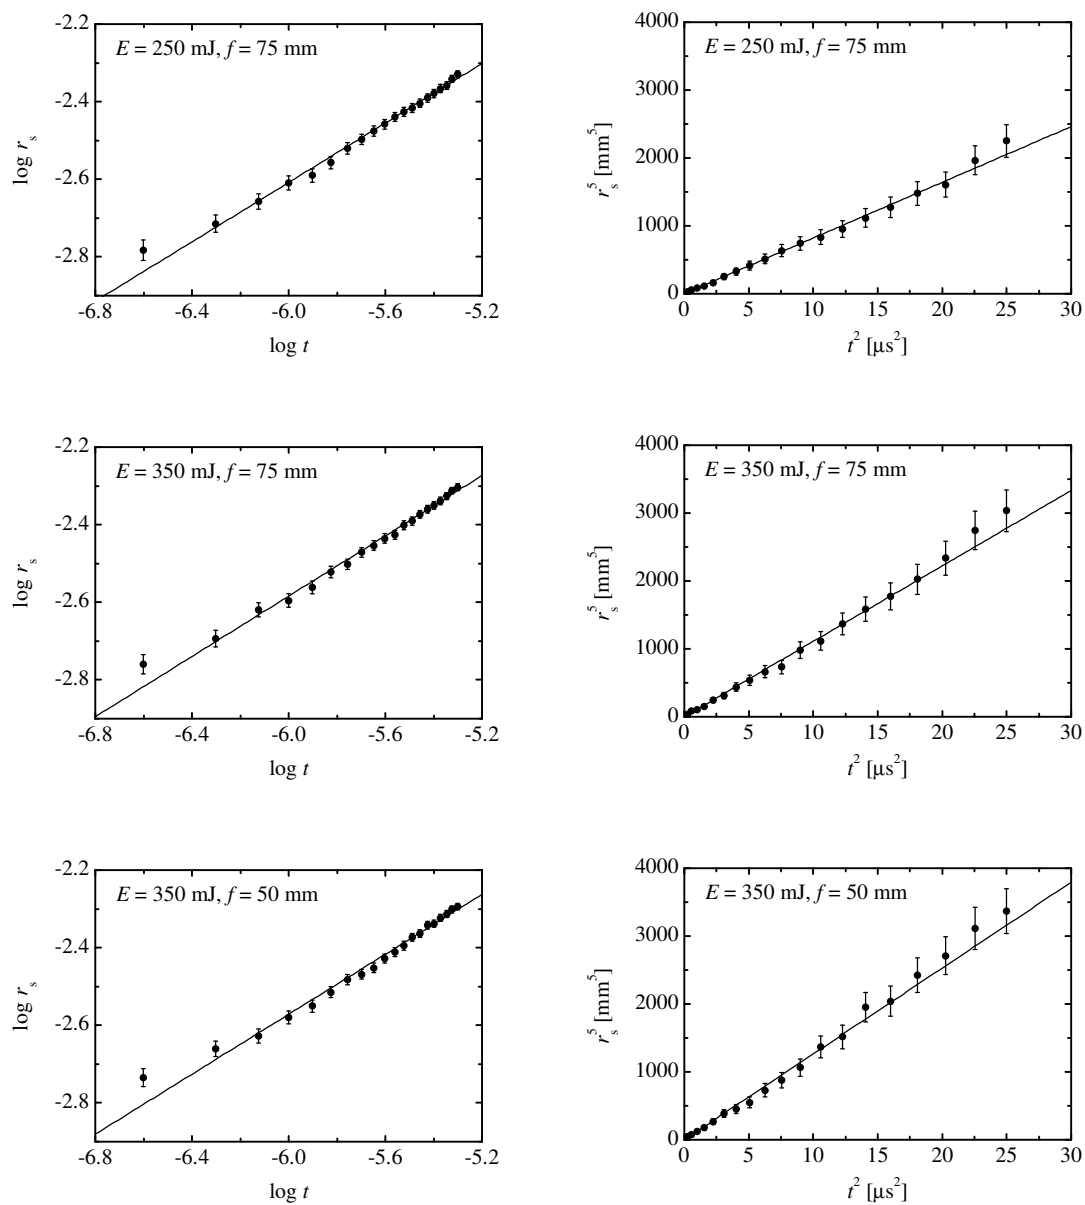 E = 250 mJ, f = 75 mm
log r_s
-2.2
-2.4
-2.6
-2.8
-6.8 -6.4 -6.0 -5.6 -5.2
log t
E = 250 mJ, f = 75 mm
r_s^5 [mm^5]
4000
3000
2000
1000
0
0 5 10 15 20 25 30
t^2 [μs^2]
E = 350 mJ, f = 75 mm
log r_s
-2.2
-2.4
-2.6
-2.8
-6.8 -6.4 -6.0 -5.6 -5.2
log t
E = 350 mJ, f = 75 mm
r_s^5 [mm^5]
4000
3000
2000
1000
0
0 5 10 15 20 25 30
t^2 [μs^2]
E = 350 mJ, f = 50 mm
log r_s
-2.2
-2.4
-2.6
-2.8
-6.8 -6.4 -6.0 -5.6 -5.2
log t
E = 350 mJ, f = 50 mm
r_s^5 [mm^5]
4000
3000
2000
1000
0
0 5 10 15 20 25 30
t^2 [μs^2]